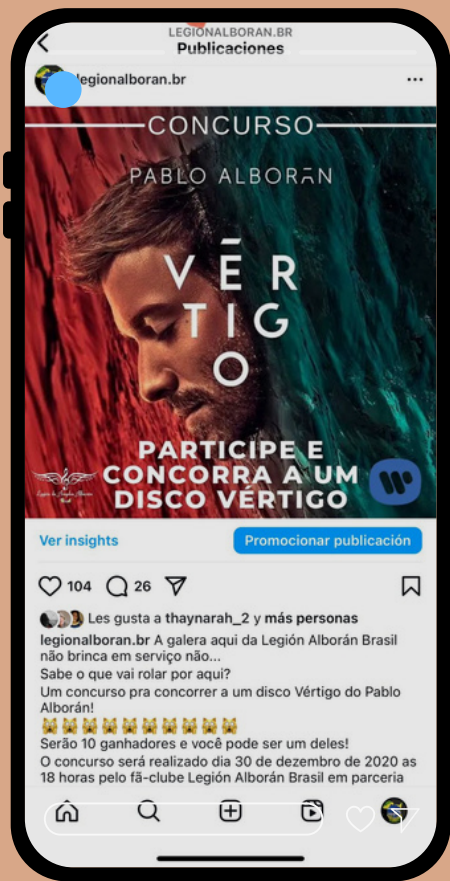 LEGIONALBORAN.BR
Publicaciones
legionalboran.br
CONCURSO
PABLO ALBORĀN
VĒR
TIG
O
PARTICIPE E
CONCORRA A UM
DISCO VÉRTIGO
Ver insights
Promocionar publicación
104 26
Les gusta a thaynarah_2 y más personas
legionalboran.br A galera aqui da Legión Alborán Brasil
não brinca em serviço não...
Sabe o que vai rolar por aqui?
Um concurso pra concorrer a um disco Vértigo do Pablo
Alborán!
🙀🙀🙀🙀🙀🙀🙀🙀🙀🙀
Serão 10 ganhadores e você pode ser um deles!
O concurso será realizado dia 30 de dezembro de 2020 as
18 horas pelo fã-clube Legión Alborán Brasil em parceria